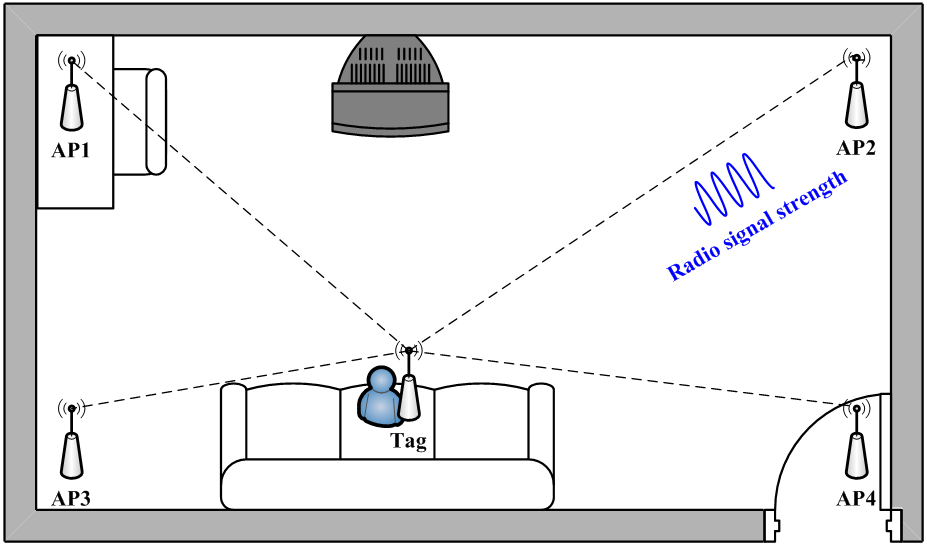 AP1
AP2
Radio signal strength
Tag
AP3
AP4